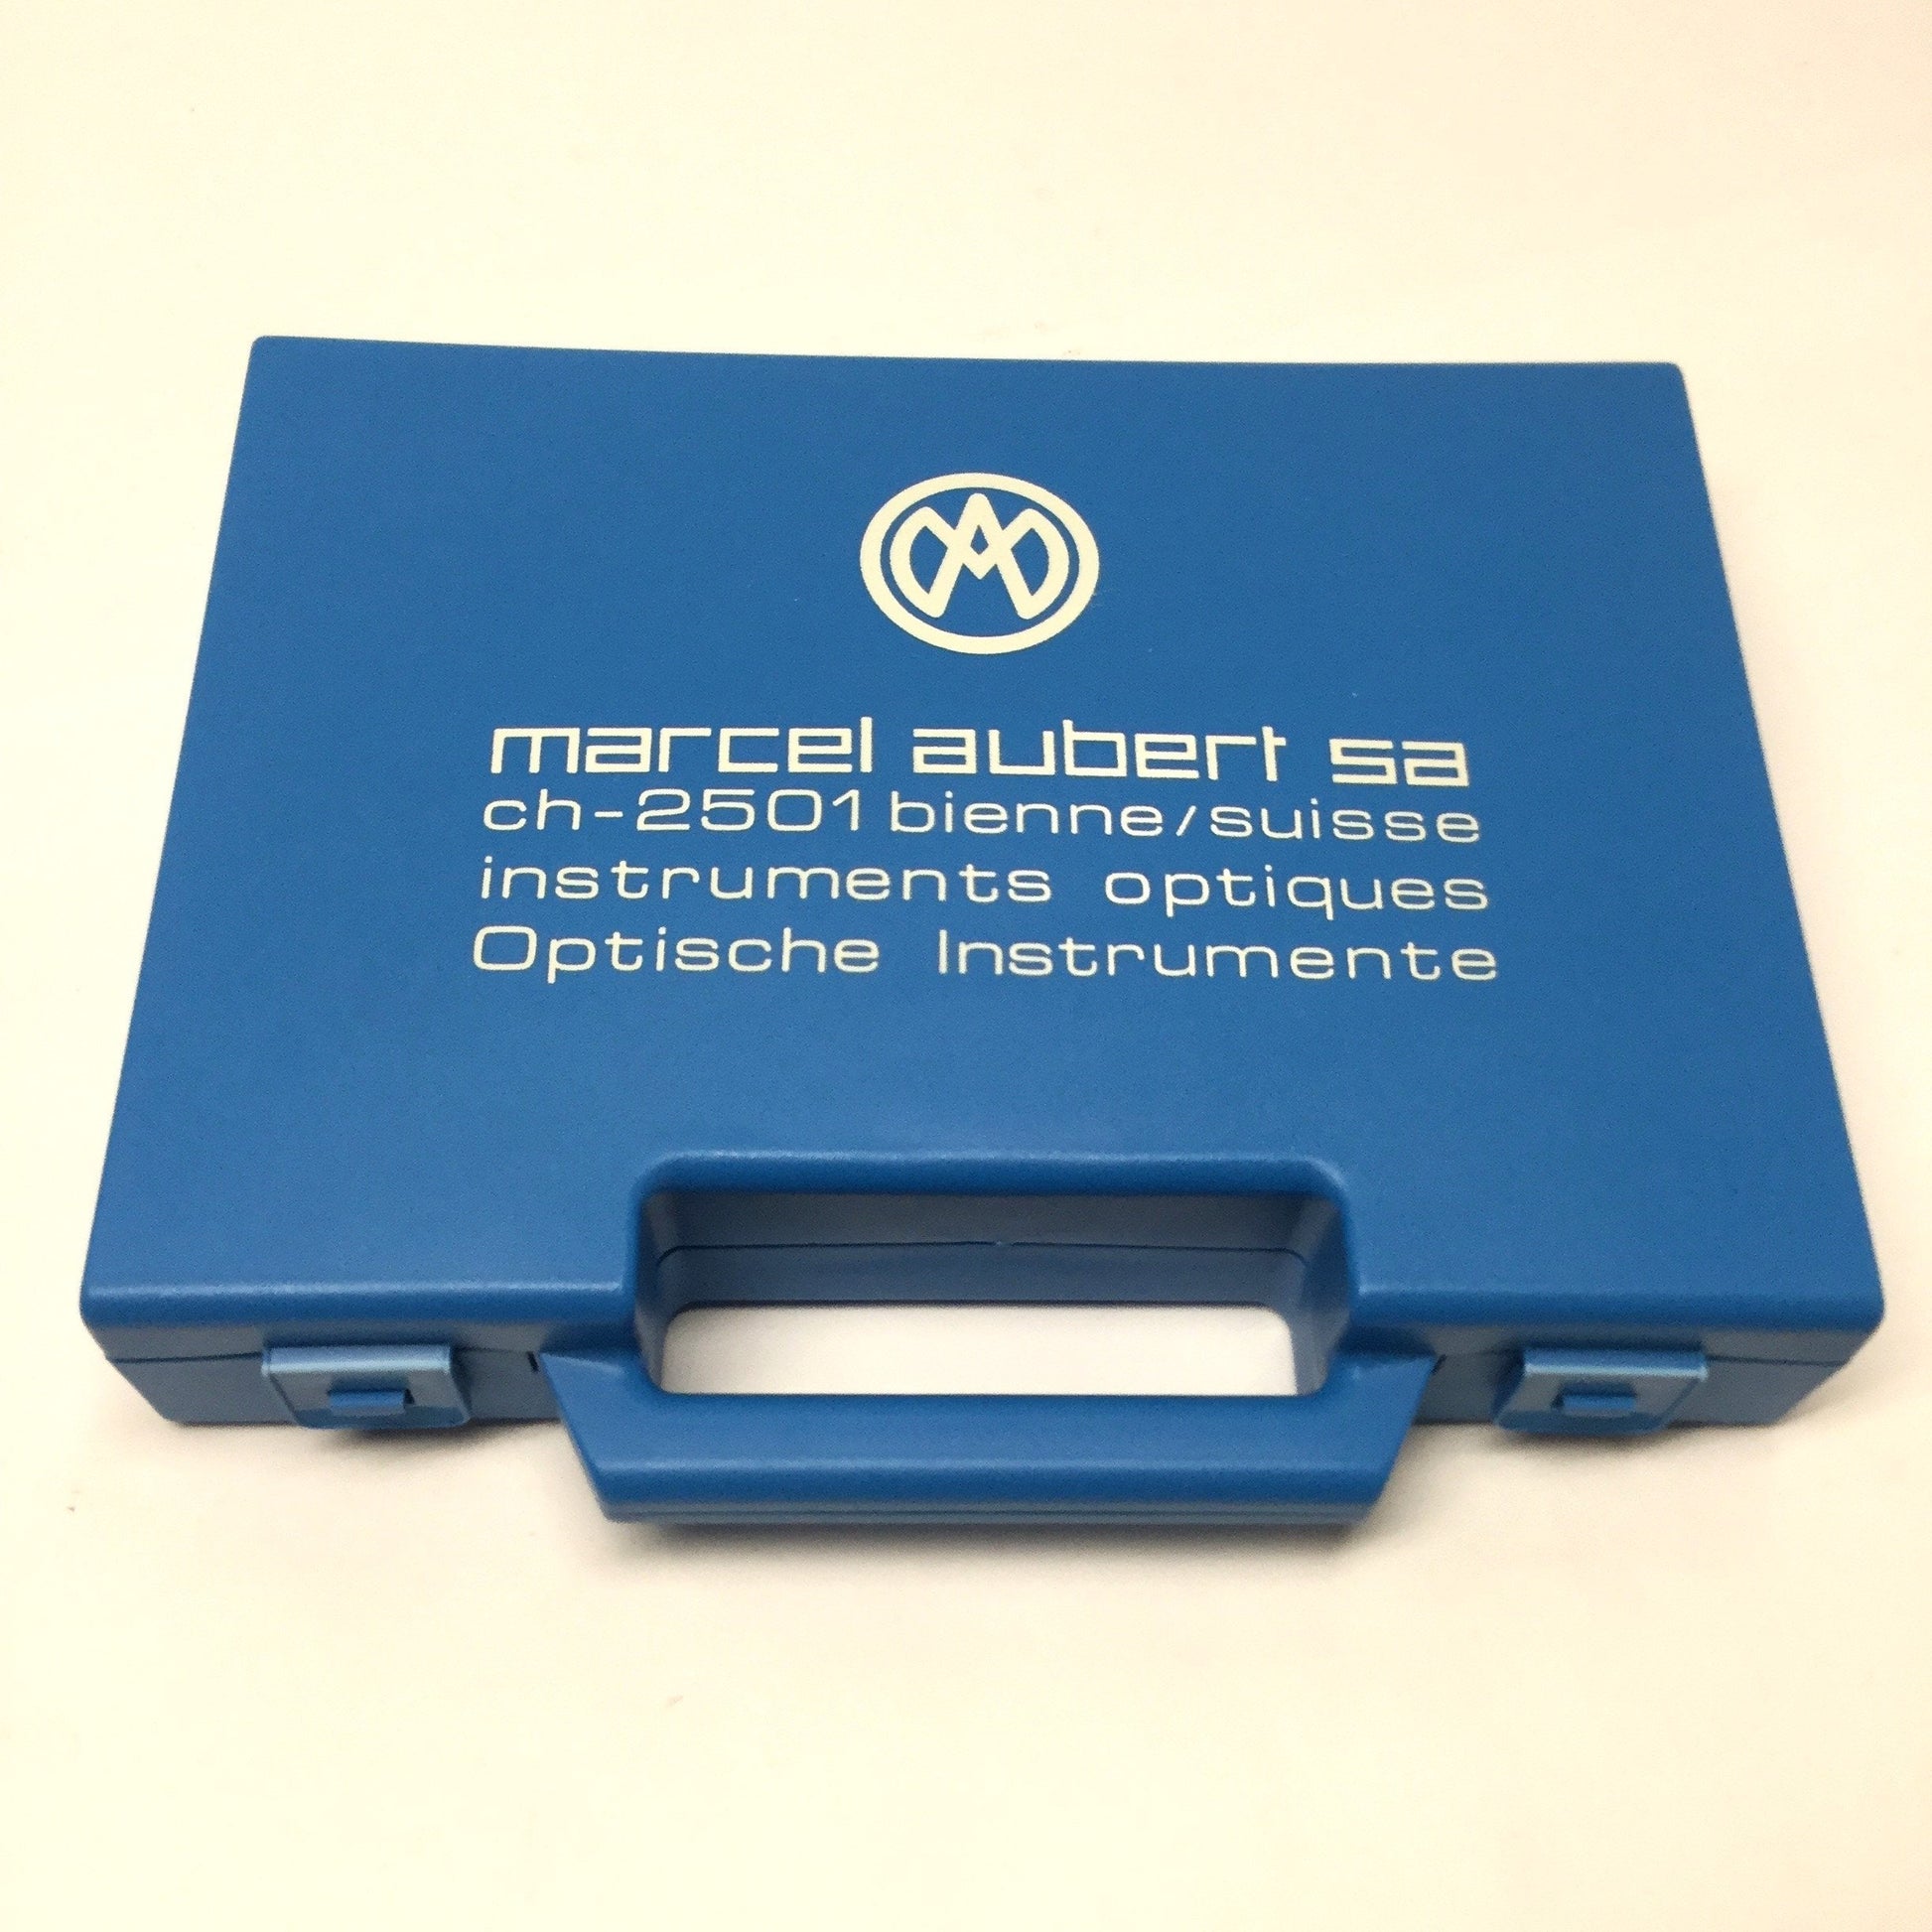 marcel aubert sa
ch-2501 bienne/suisse
instruments optiques
Optische Instrumente